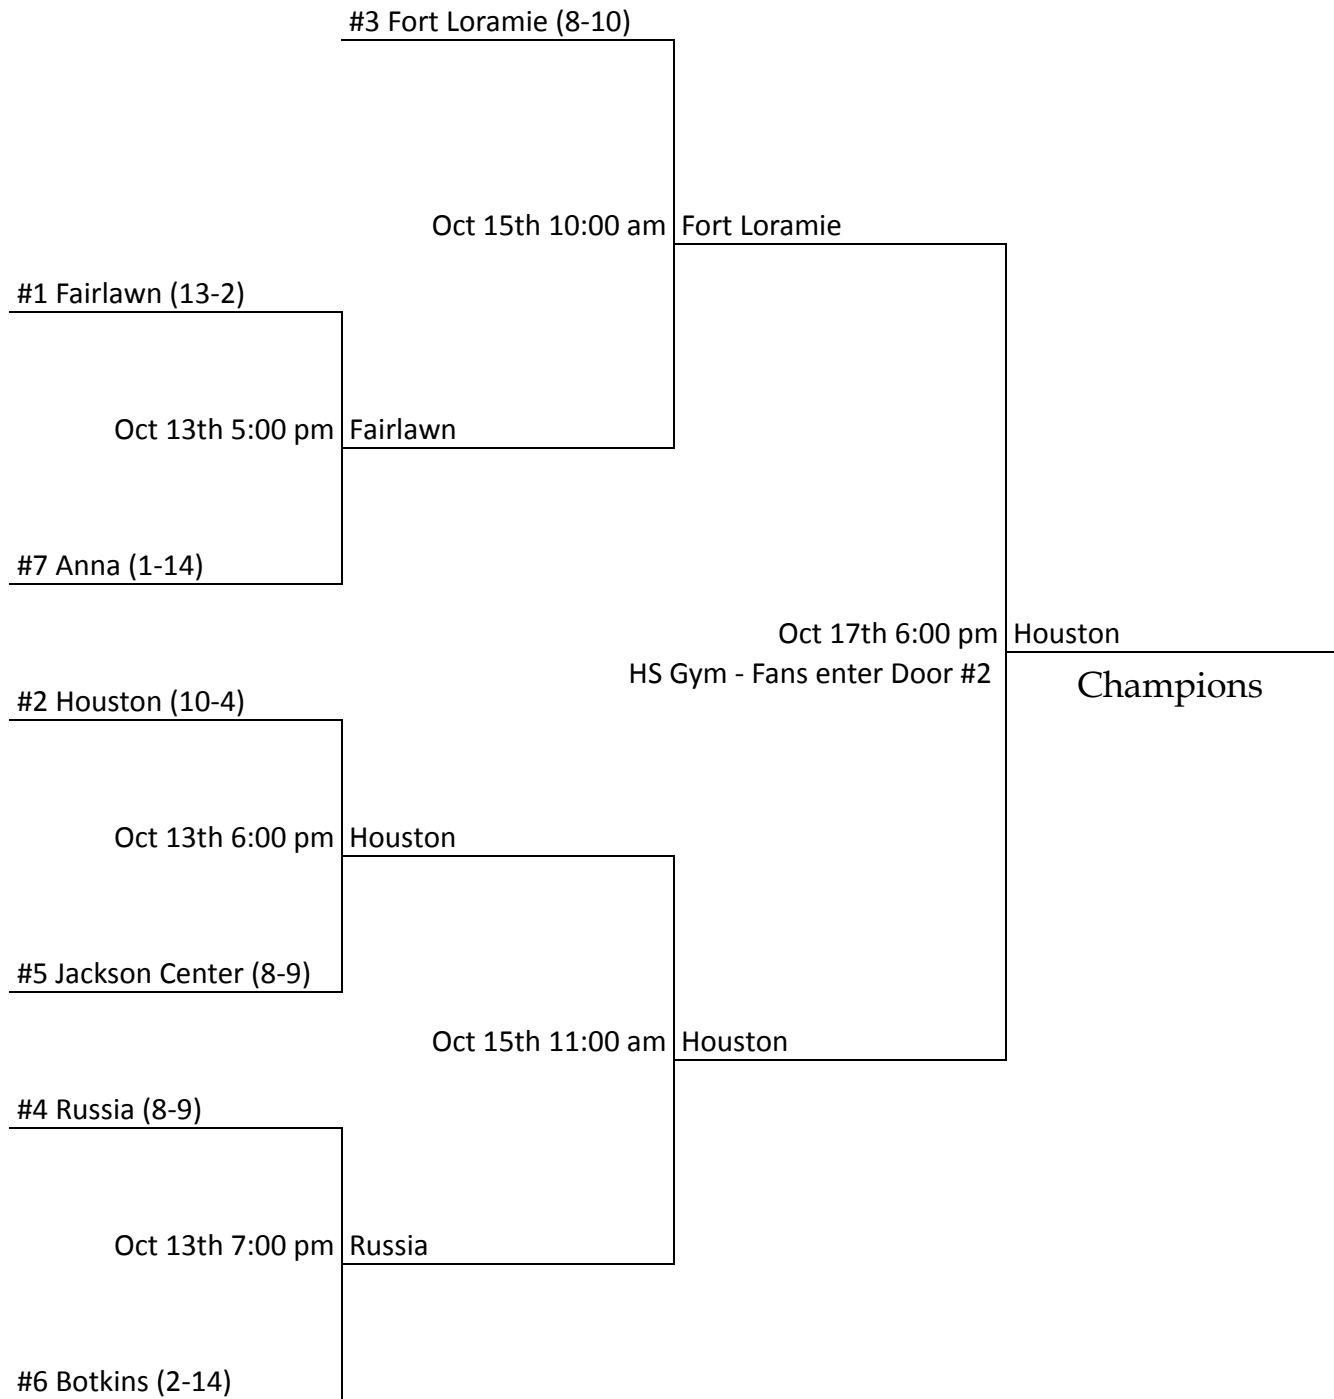 #3 Fort Loramie (8-10)
Oct 15th 10:00 am
Fort Loramie
#1 Fairlawn (13-2)
Oct 13th 5:00 pm
Fairlawn
#7 Anna (1-14)
Oct 17th 6:00 pm
Houston
HS Gym - Fans enter Door #2
Champions
#2 Houston (10-4)
Oct 13th 6:00 pm
Houston
#5 Jackson Center (8-9)
Oct 15th 11:00 am
Houston
#4 Russia (8-9)
Oct 13th 7:00 pm
Russia
#6 Botkins (2-14)